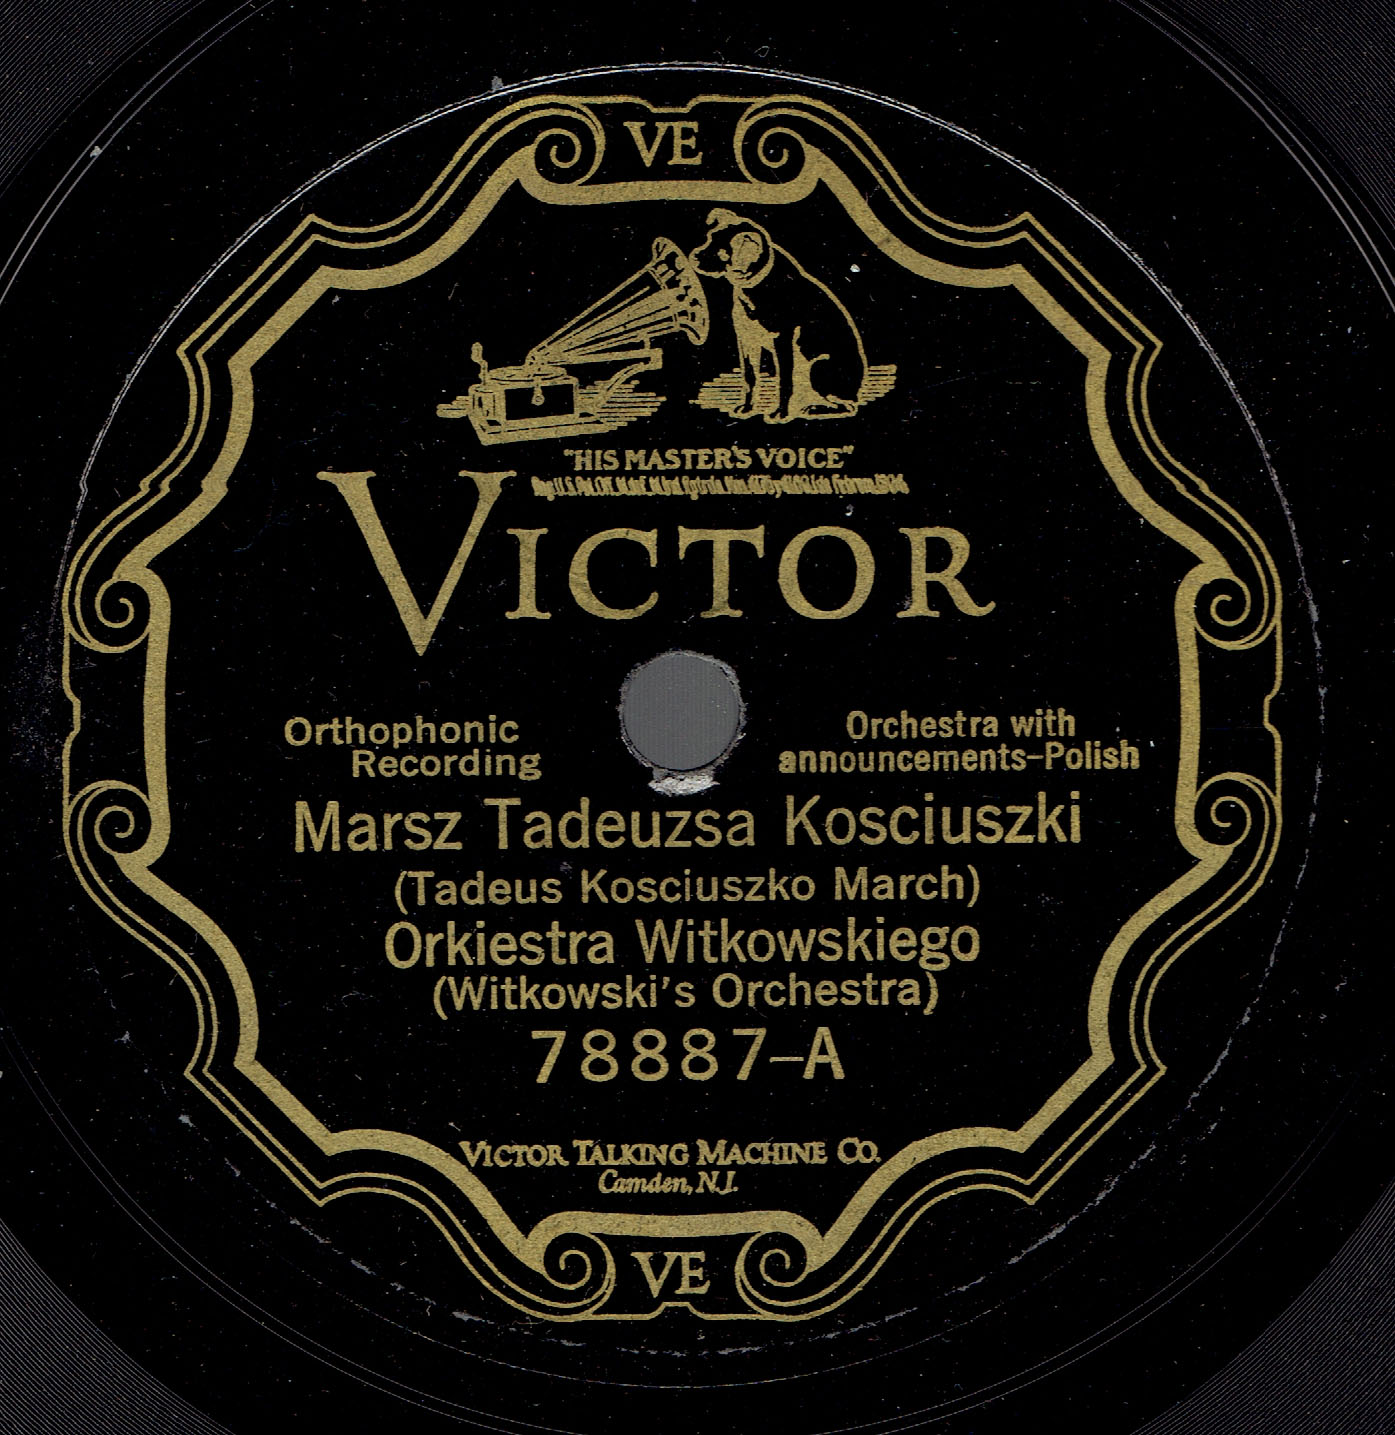 VE
"HIS MASTER'S VOICE"
VICTOR
Orthophonic
Recording
Orchestra with
announcements-Polish
Marsz Tadeuzsa Kosciuszki
(Tadeus Kosciuszko March)
Orkiestra Witkowskiego
(Witkowski's Orchestra)
78887-A
VICTOR TALKING MACHINE CO.
Camden, N.J.
VE